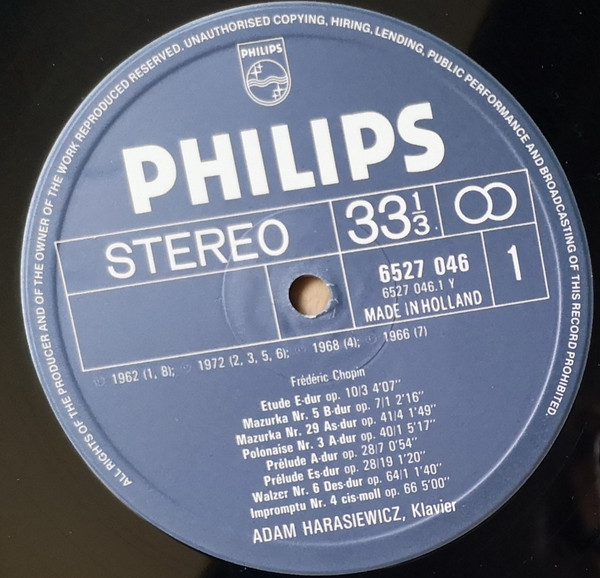 ALL RIGHTS OF THE PRODUCER AND OF THE OWNER OF THE WORK REPRODUCED RESERVED. UNAUTHORISED COPYING, HIRING, LENDING, PUBLIC PERFORMANCE AND BROADCASTING OF THIS RECORD PROHIBITED.
PHILIPS
PHILIPS
STEREO
33 1/3
6527 046
6527 046.1 Y
MADE IN HOLLAND
1
℗ 1962 (1, 8); ℗ 1972 (2, 3, 5, 6); ℗ 1968 (4); ℗ 1966 (7)
Frédéric Chopin
Etude E-dur op. 10/3 4'07"
Mazurka Nr. 5 B-dur op. 7/1 2'16"
Mazurka Nr. 29 As-dur op. 41/4 1'49"
Polonaise Nr. 3 A-dur op. 40/1 5'17"
Prélude A-dur op. 28/7 0'54"
Prélude Es-dur op. 28/19 1'20"
Walzer Nr. 6 Des-dur op. 64/1 1'40"
Impromptu Nr. 4 cis-moll op. 66 5'00"
ADAM HARASIEWICZ, Klavier